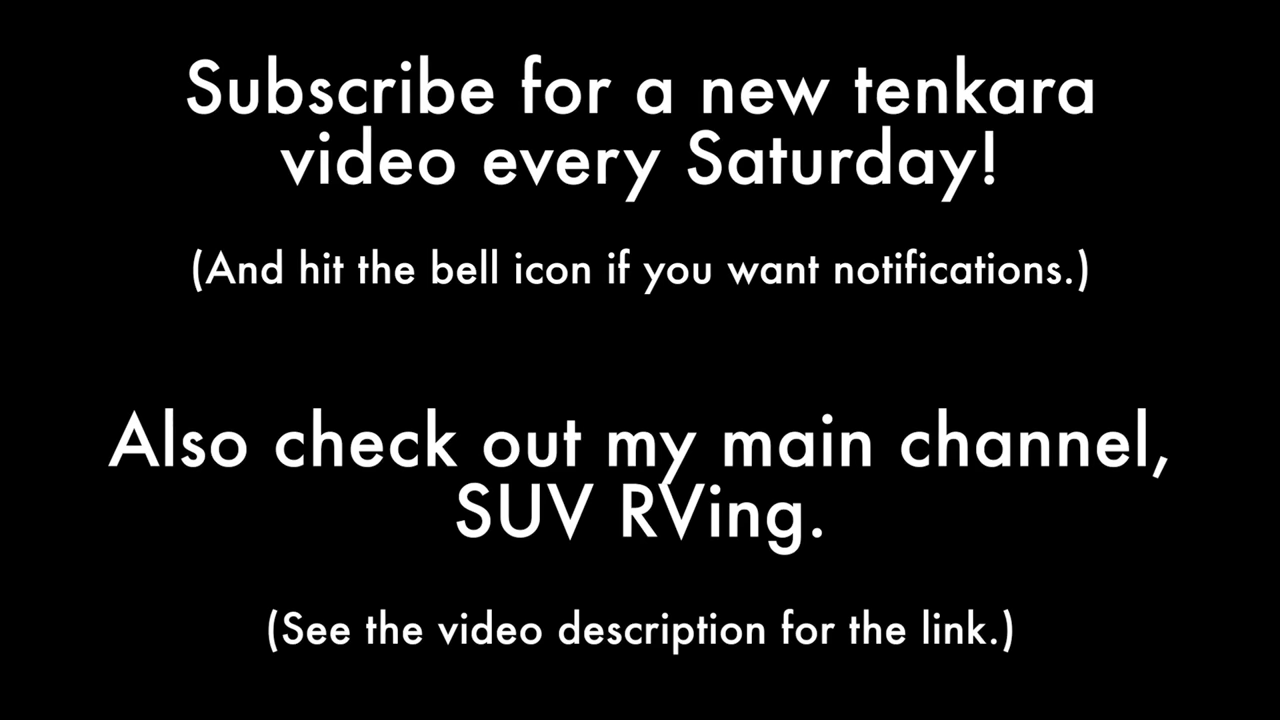 Subscribe for a new tenkara
video every Saturday!
(And hit the bell icon if you want notifications.)
Also check out my main channel,
SUV RVing.
(See the video description for the link.)